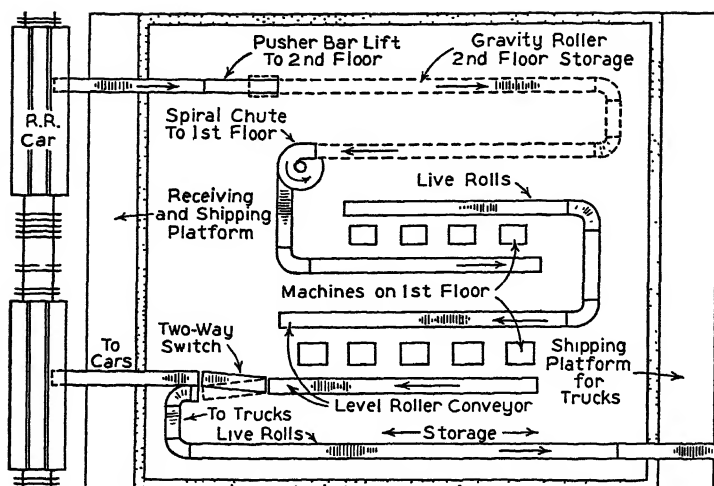 Pusher Bar Lift
To 2nd Floor
Gravity Roller
2nd Floor Storage
R.R.
Car
Spiral Chute
To 1st Floor
Live Rolls
Receiving
and Shipping
Platform
Machines on 1st Floor
To
Cars
Two-Way
Switch
Shipping
Platform
for
Trucks
Level Roller Conveyor
To Trucks
Live Rolls
Storage